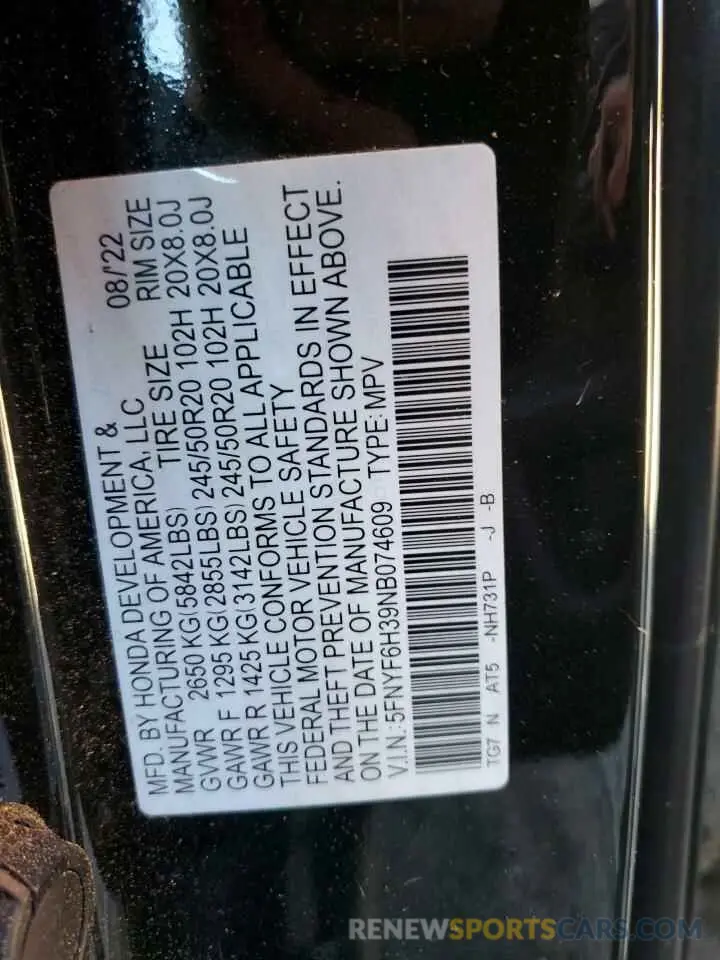 MFD. BY HONDA DEVELOPMENT & 08/'22
MANUFACTURING OF AMERICA, LLC
TIRE SIZE RIM SIZE
GVWR 2650 KG(5842LBS)
GAWR F 1295 KG(2855LBS) 245/50R20 102H 20X8.0J
GAWR R 1425 KG(3142LBS) 245/50R20 102H 20X8.0J
THIS VEHICLE CONFORMS TO ALL APPLICABLE
FEDERAL MOTOR VEHICLE SAFETY
AND THEFT PREVENTION STANDARDS IN EFFECT
ON THE DATE OF MANUFACTURE SHOWN ABOVE.
V.I.N.: 5FNYF6H39NB074609 TYPE: MPV
TG7 N AT5 -NH731P -J -B
RENEWSPORTSCARS.COM